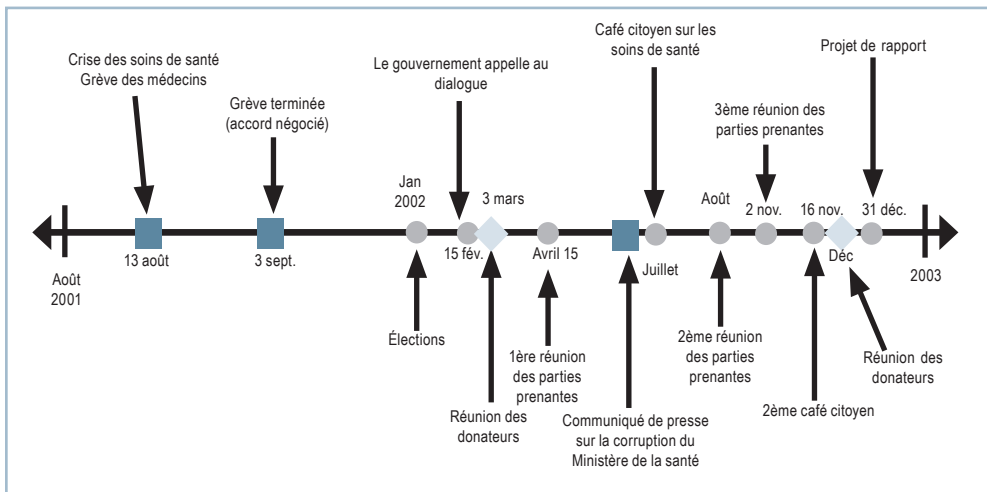 Crise des soins de santé
Grève des médecins
Grève terminée
(accord négocié)
Le gouvernement appelle au
dialogue
Café citoyen sur les
soins de santé
3ème réunion des
parties prenantes
Projet de rapport
Jan
2002
3 mars
Août
2 nov.
16 nov.
31 déc.
Août
2001
13 août
3 sept.
15 fév.
Avril 15
Juillet
Déc
2003
Élections
Réunion des
donateurs
1ère réunion
des parties
prenantes
Communiqué de presse
sur la corruption du
Ministère de la santé
2ème réunion
des parties
prenantes
2ème café citoyen
Réunion des
donateurs